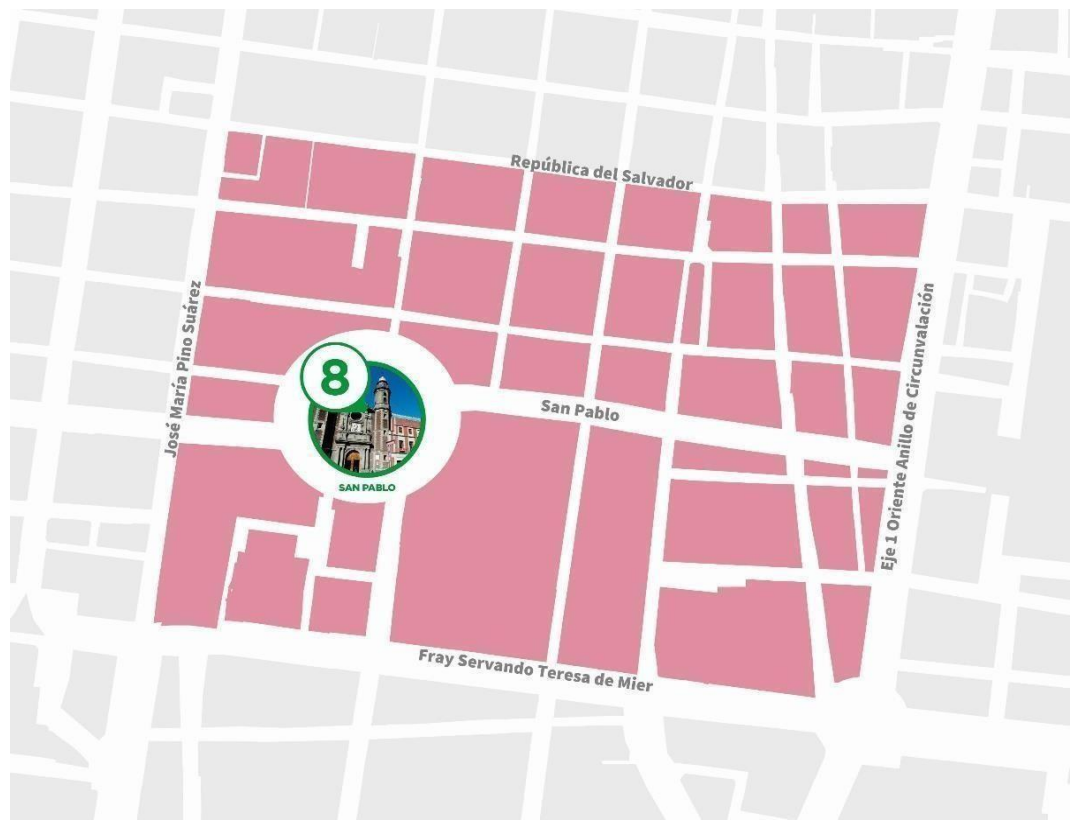 República del Salvador
José María Pino Suárez
8
San Pablo
SAN PABLO
Eje 1 Oriente Anillo de Circunvalación
Fray Servando Teresa de Mier